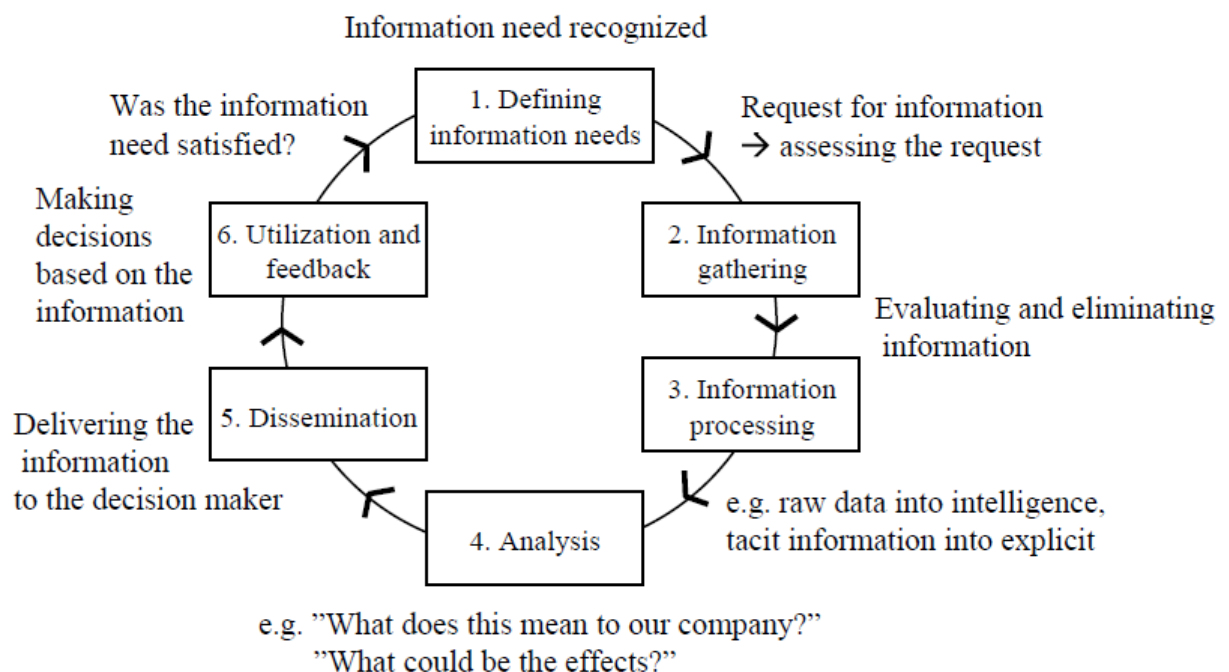 Information need recognized
1. Defining
information needs
Request for information
→ assessing the request
2. Information
gathering
Evaluating and eliminating
information
3. Information
processing
e.g. raw data into intelligence,
tacit information into explicit
4. Analysis
e.g. ”What does this mean to our company?”
”What could be the effects?”
5. Dissemination
Delivering the
information
to the decision maker
6. Utilization and
feedback
Making
decisions
based on the
information
Was the information
need satisfied?